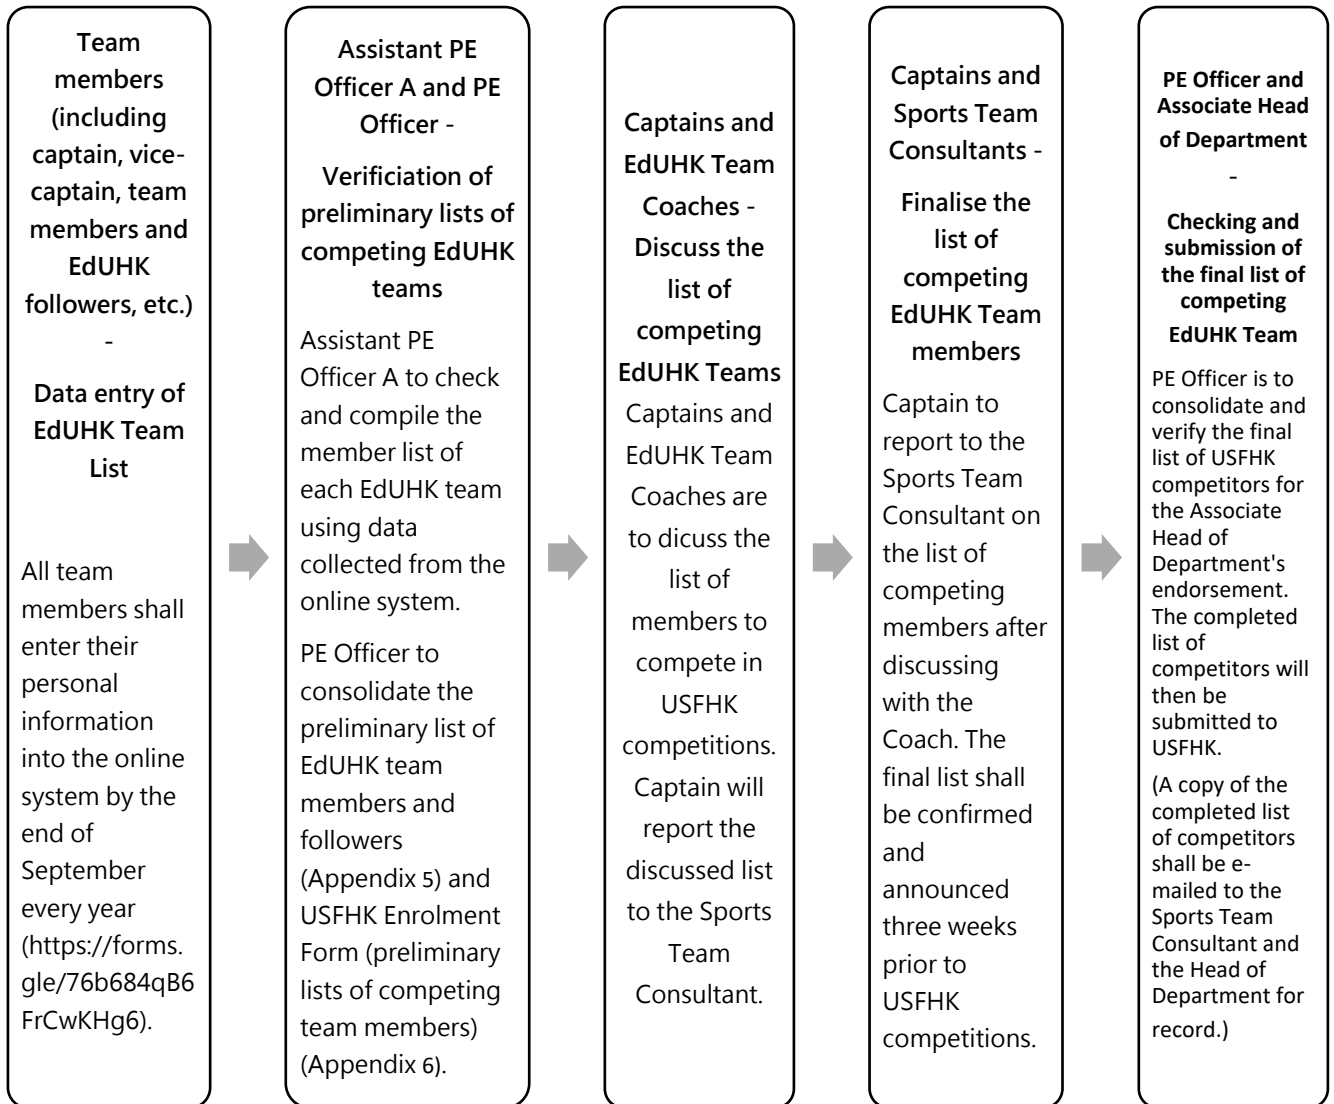 Team
members
(including
captain, vice-
captain, team
members and
EdUHK
followers, etc.)
-
Data entry of
EdUHK Team
List
All team
members shall
enter their
personal
information
into the online
system by the
end of
September
every year
(https://forms.
gle/76b684qB6
FrCwKHg6).
Assistant PE
Officer A and PE
Officer -
Verificiation of
preliminary lists of
competing EdUHK
teams
Assistant PE
Officer A to check
and compile the
member list of
each EdUHK team
using data
collected from the
online system.
PE Officer to
consolidate the
preliminary list of
EdUHK team
members and
followers
(Appendix 5) and
USFHK Enrolment
Form (preliminary
lists of competing
team members)
(Appendix 6).
Captains and
EdUHK Team
Coaches -
Discuss the
list of
competing
EdUHK Teams
Captains and
EdUHK Team
Coaches are
to dicuss the
list of
members to
compete in
USFHK
competitions.
Captain will
report the
discussed list
to the Sports
Team
Consultant.
Captains and
Sports Team
Consultants -
Finalise the
list of
competing
EdUHK Team
members
Captain to
report to the
Sports Team
Consultant on
the list of
competing
members after
discussing
with the
Coach. The
final list shall
be confirmed
and
announced
three weeks
prior to
USFHK
competitions.
PE Officer and
Associate Head
of Department
-
Checking and
submission of
the final list of
competing
EdUHK Team
PE Officer is to
consolidate and
verify the final
list of USFHK
competitors for
the Associate
Head of
Department's
endorsement.
The completed
list of
competitors will
then be
submitted to
USFHK.
(A copy of the
completed list
of competitors
shall be e-
mailed to the
Sports Team
Consultant and
the Head of
Department for
record.)